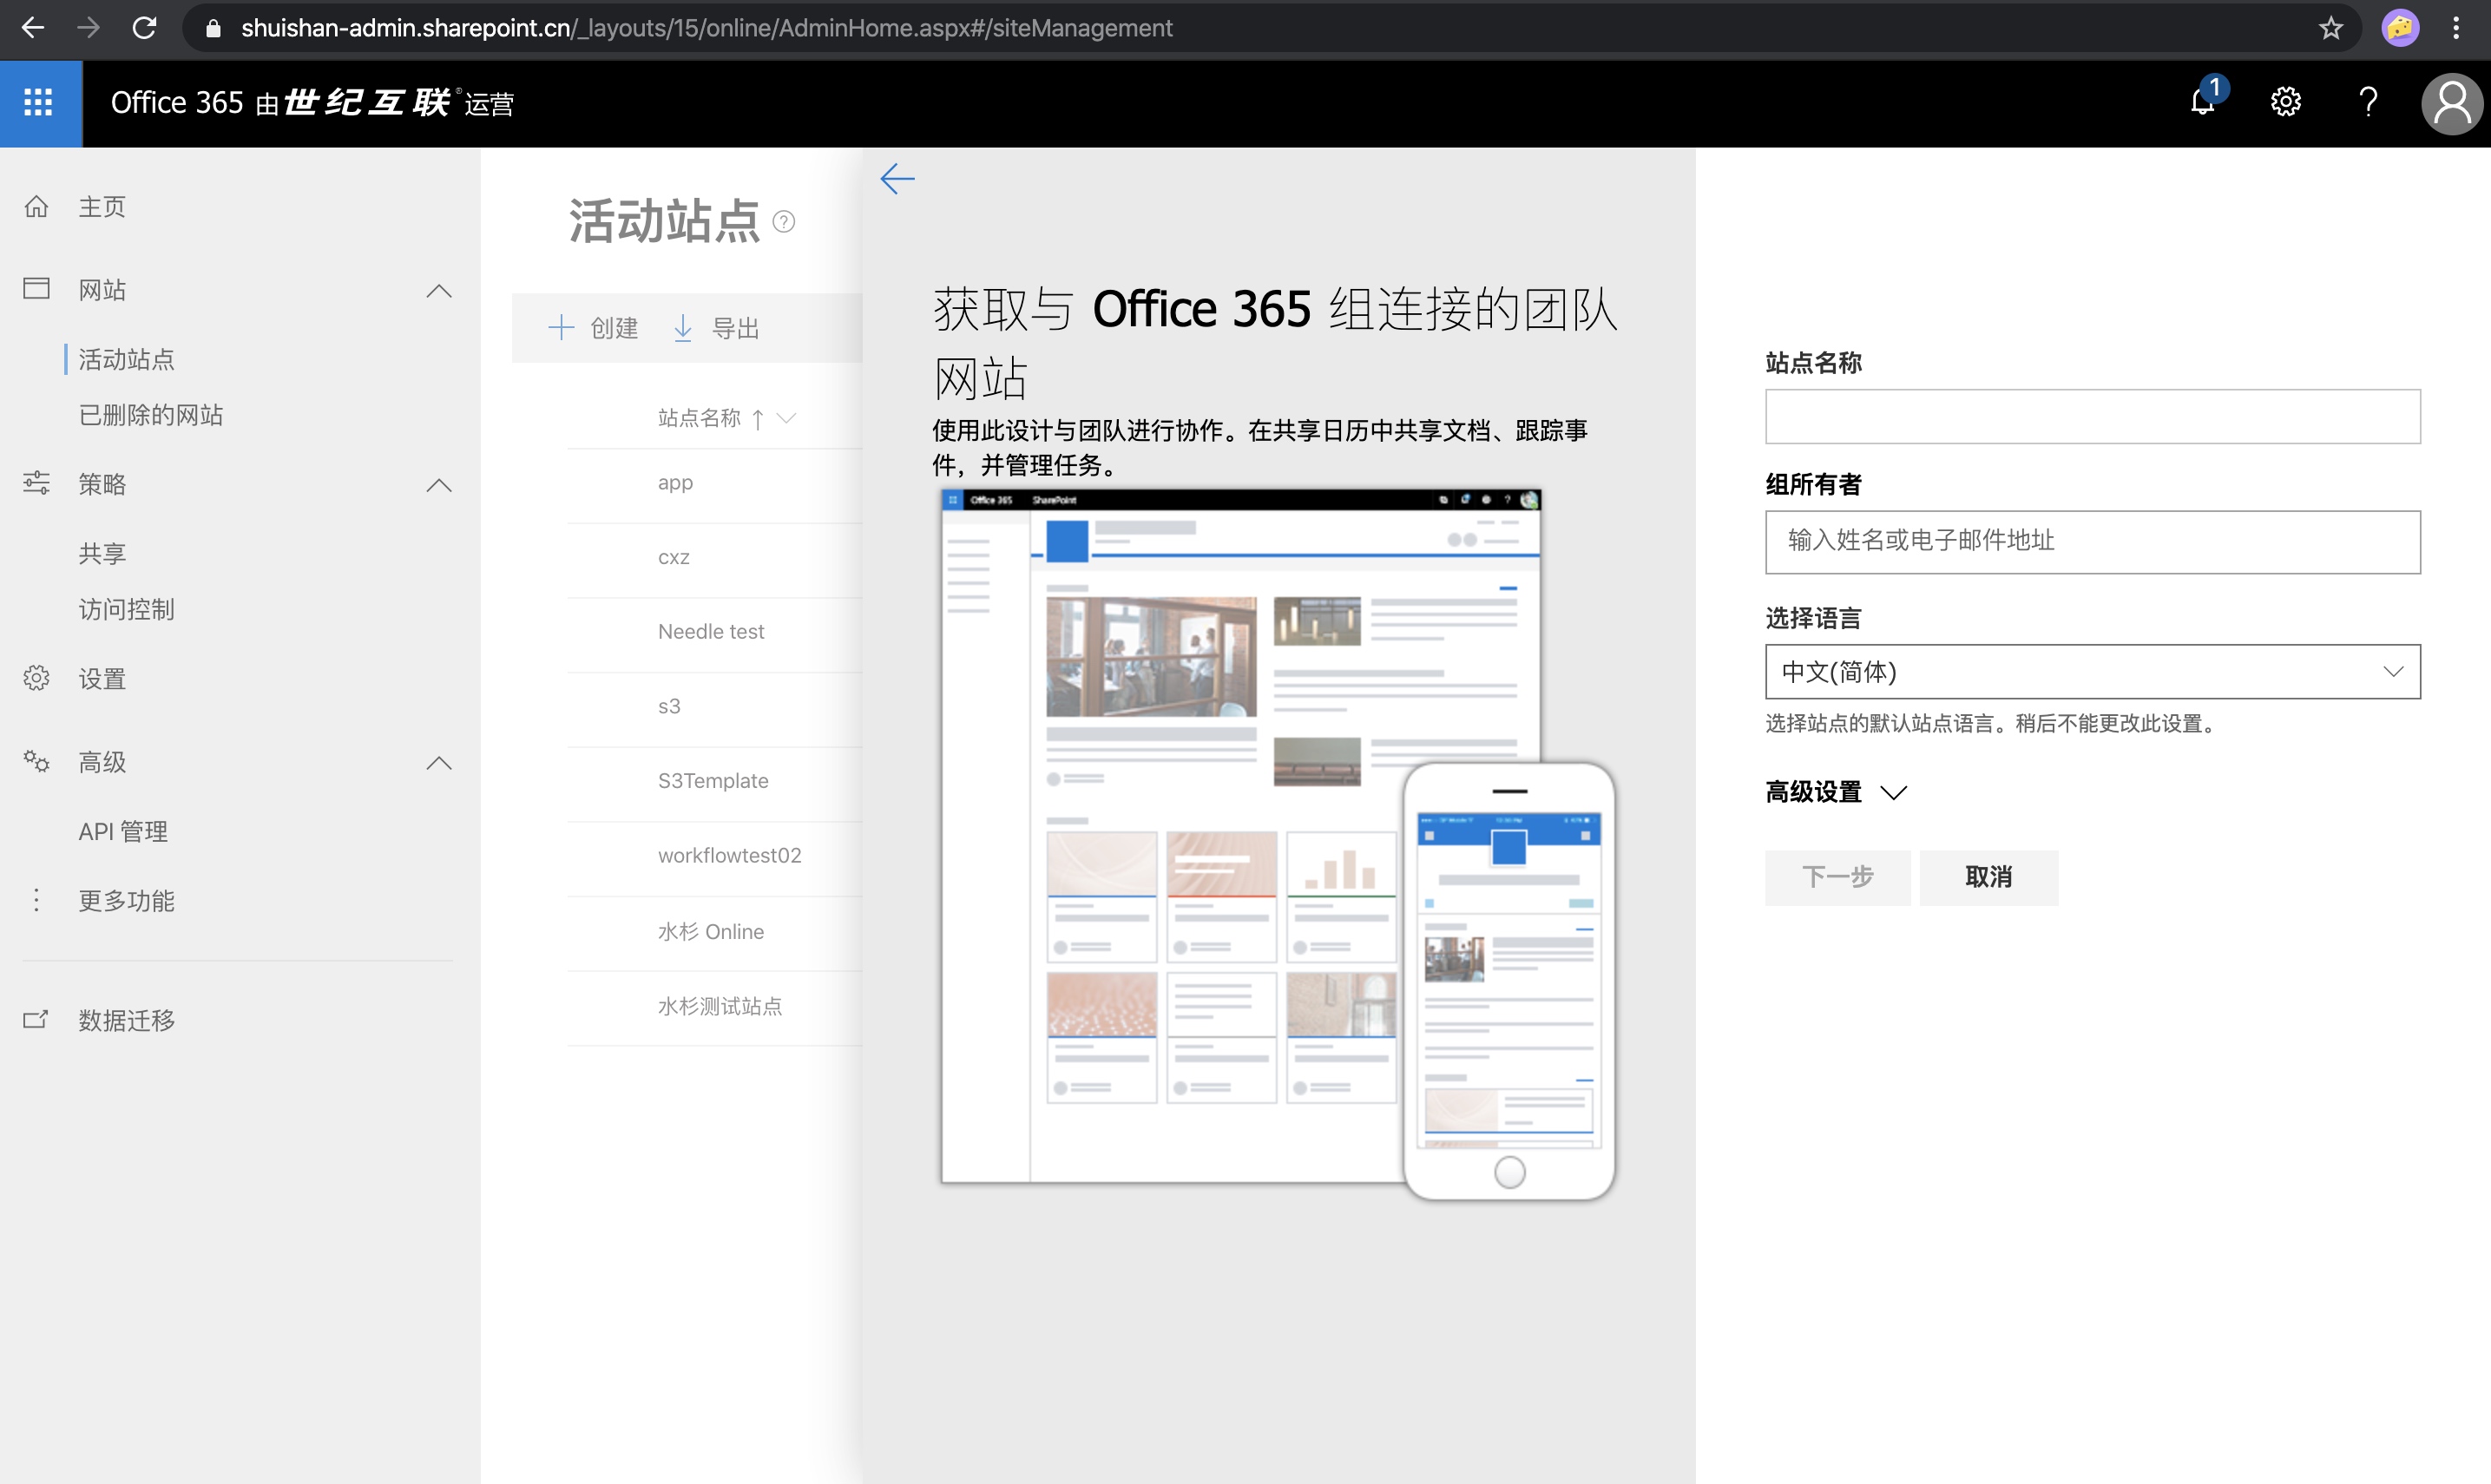 shuishan-admin.sharepoint.cn/_layouts/15/online/AdminHome.aspx#/siteManagement
Office 365 由世纪互联®运营
1
主页
网站
活动站点
已删除的网站
策略
共享
访问控制
设置
高级
API 管理
更多功能
数据迁移
活动站点
创建
导出
站点名称
app
cxz
Needle test
s3
S3Template
workflowtest02
水杉 Online
水杉测试站点
获取与 Office 365 组连接的团队
网站
使用此设计与团队进行协作。在共享日历中共享文档、跟踪事
件，并管理任务。
Office 365 SharePoint
站点名称
组所有者
输入姓名或电子邮件地址
选择语言
中文(简体)
选择站点的默认站点语言。稍后不能更改此设置。
高级设置
下一步
取消